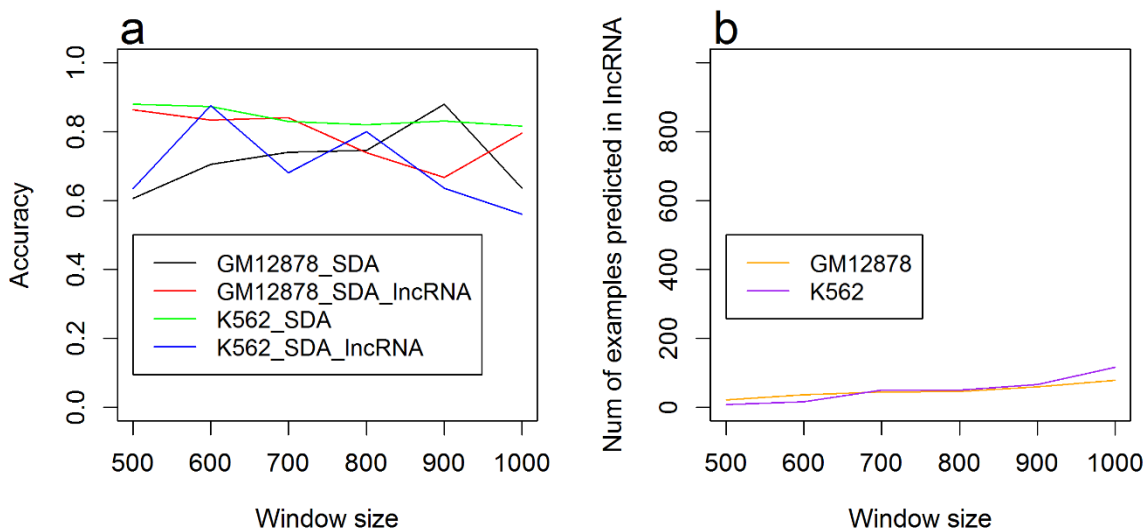 a
Accuracy
1.0
0.8
0.6
0.4
0.2
0.0
GM12878_SDA
GM12878_SDA_lncRNA
K562_SDA
K562_SDA_lncRNA
500 600 700 800 900 1000
Window size
b
Num of examples predicted in lncRNA
800
600
400
200
0
GM12878
K562
500 600 700 800 900 1000
Window size